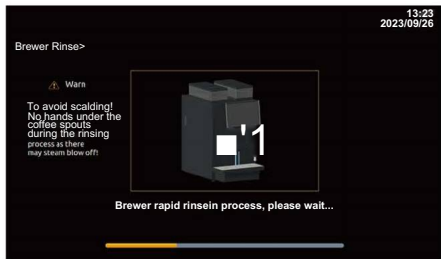 13:23
2023/09/26
Brewer Rinse>
Warn
To avoid scalding!
No hands under the
coffee spouts
during the rinsing
process as there
may steam blow off!
'1
Brewer rapid rinsein process, please wait...